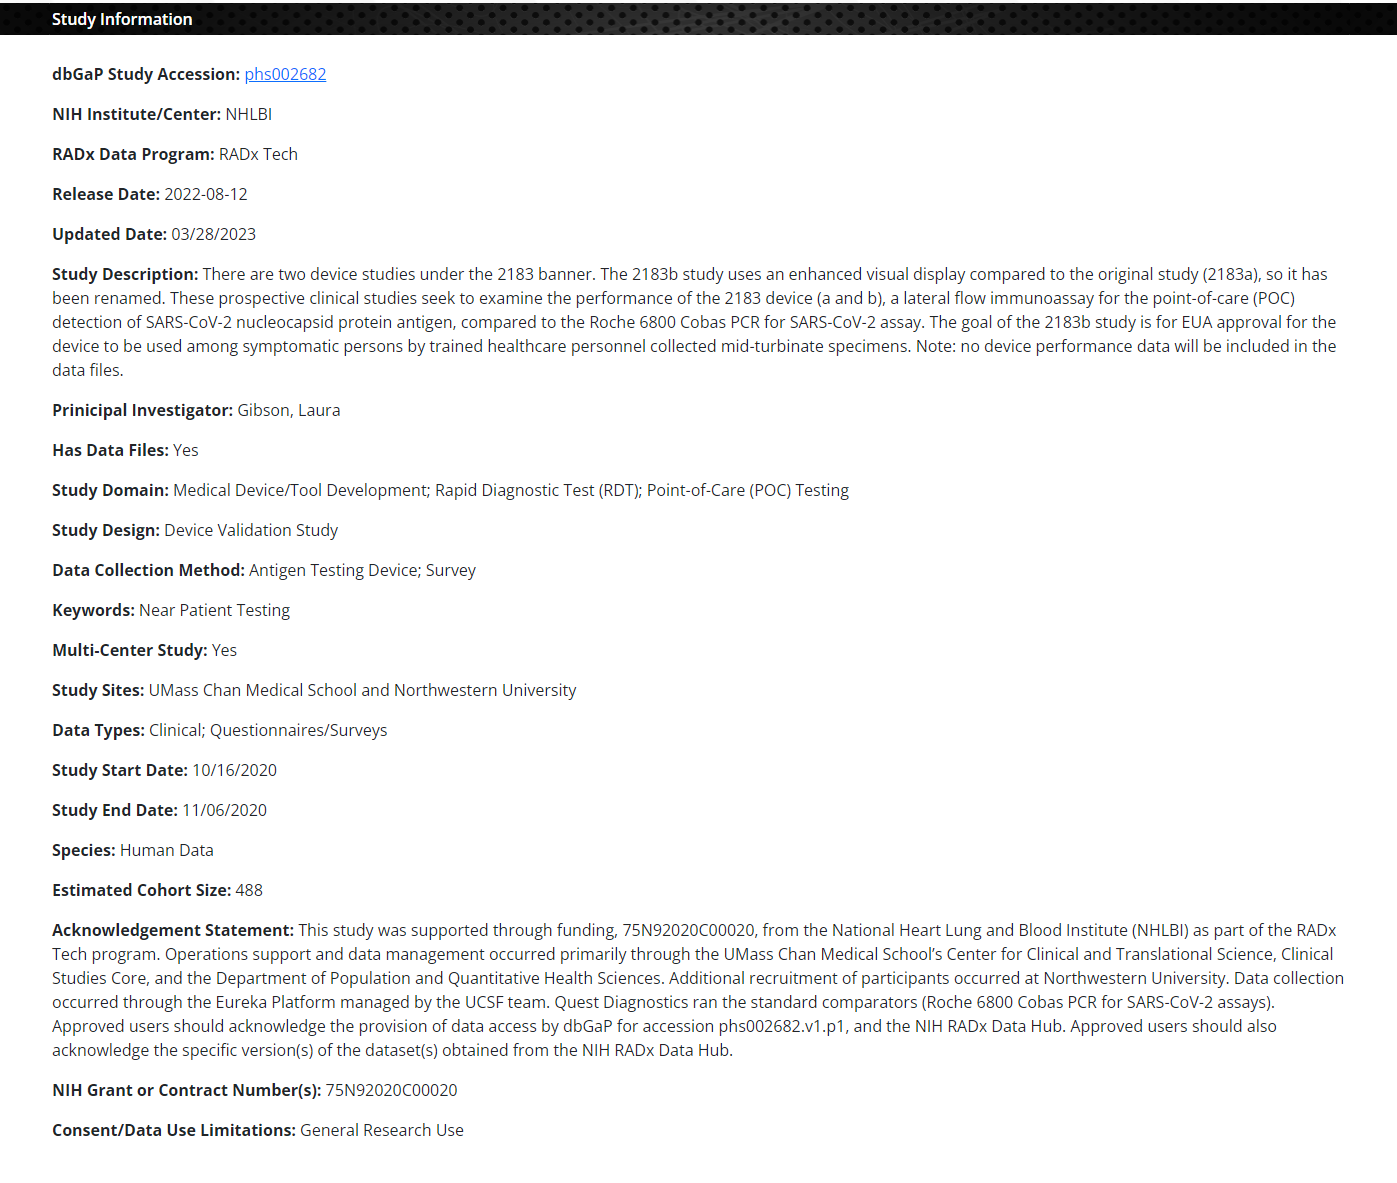 Study Information
dbGaP Study Accession: phs002682
NIH Institute/Center: NHLBI
RADx Data Program: RADx Tech
Release Date: 2022-08-12
Updated Date: 03/28/2023
Study Description: There are two device studies under the 2183 banner. The 2183b study uses an enhanced visual display compared to the original study (2183a), so it has
been renamed. These prospective clinical studies seek to examine the performance of the 2183 device (a and b), a lateral flow immunoassay for the point-of-care (POC)
detection of SARS-CoV-2 nucleocapsid protein antigen, compared to the Roche 6800 Cobas PCR for SARS-CoV-2 assay. The goal of the 2183b study is for EUA approval for the
device to be used among symptomatic persons by trained healthcare personnel collected mid-turbinate specimens. Note: no device performance data will be included in the
data files.
Prinicipal Investigator: Gibson, Laura
Has Data Files: Yes
Study Domain: Medical Device/Tool Development; Rapid Diagnostic Test (RDT); Point-of-Care (POC) Testing
Study Design: Device Validation Study
Data Collection Method: Antigen Testing Device; Survey
Keywords: Near Patient Testing
Multi-Center Study: Yes
Study Sites: UMass Chan Medical School and Northwestern University
Data Types: Clinical; Questionnaires/Surveys
Study Start Date: 10/16/2020
Study End Date: 11/06/2020
Species: Human Data
Estimated Cohort Size: 488
Acknowledgement Statement: This study was supported through funding, 75N92020C00020, from the National Heart Lung and Blood Institute (NHLBI) as part of the RADx
Tech program. Operations support and data management occurred primarily through the UMass Chan Medical School’s Center for Clinical and Translational Science, Clinical
Studies Core, and the Department of Population and Quantitative Health Sciences. Additional recruitment of participants occurred at Northwestern University. Data collection
occurred through the Eureka Platform managed by the UCSF team. Quest Diagnostics ran the standard comparators (Roche 6800 Cobas PCR for SARS-CoV-2 assays).
Approved users should acknowledge the provision of data access by dbGaP for accession phs002682.v1.p1, and the NIH RADx Data Hub. Approved users should also
acknowledge the specific version(s) of the dataset(s) obtained from the NIH RADx Data Hub.
NIH Grant or Contract Number(s): 75N92020C00020
Consent/Data Use Limitations: General Research Use